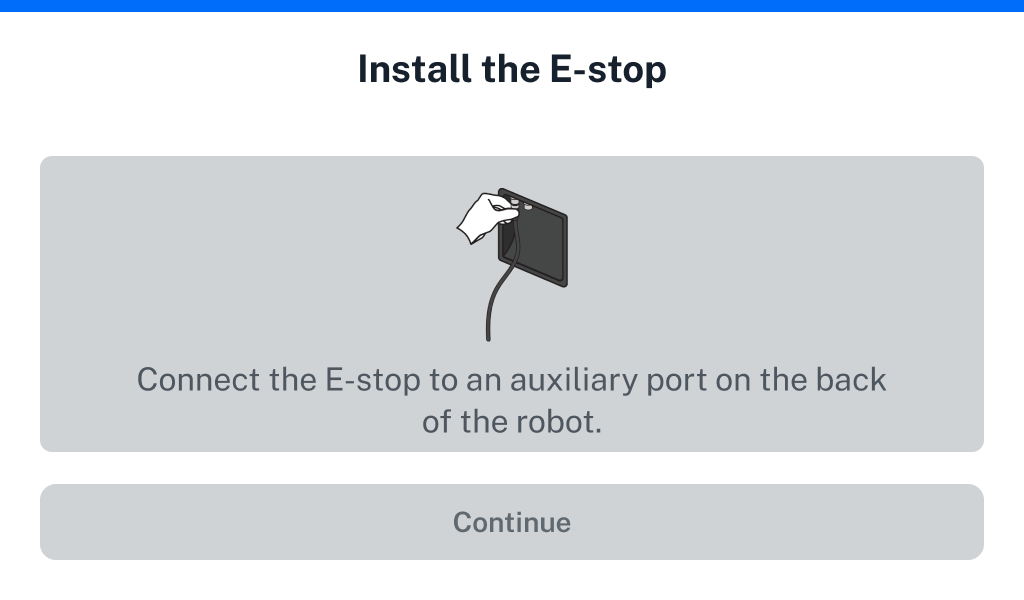 Install the E-stop
Connect the E-stop to an auxiliary port on the back
of the robot.
Continue